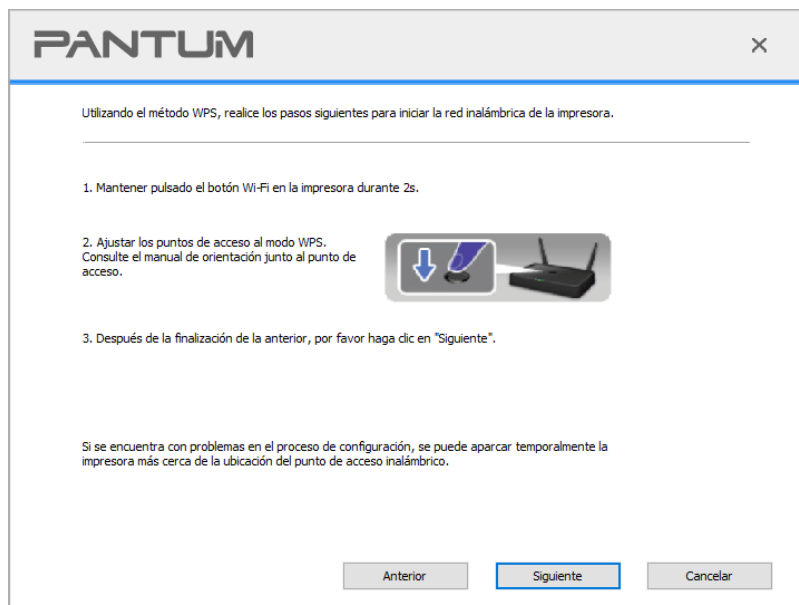 PANTUM
Utilizando el método WPS, realice los pasos siguientes para iniciar la red inalámbrica de la impresora.
1. Mantener pulsado el botón Wi-Fi en la impresora durante 2s.
2. Ajustar los puntos de acceso al modo WPS.
Consulte el manual de orientación junto al punto de
acceso.
3. Después de la finalización de la anterior, por favor haga clic en "Siguiente".
Si se encuentra con problemas en el proceso de configuración, se puede aparcar temporalmente la
impresora más cerca de la ubicación del punto de acceso inalámbrico.
Anterior
Siguiente
Cancelar